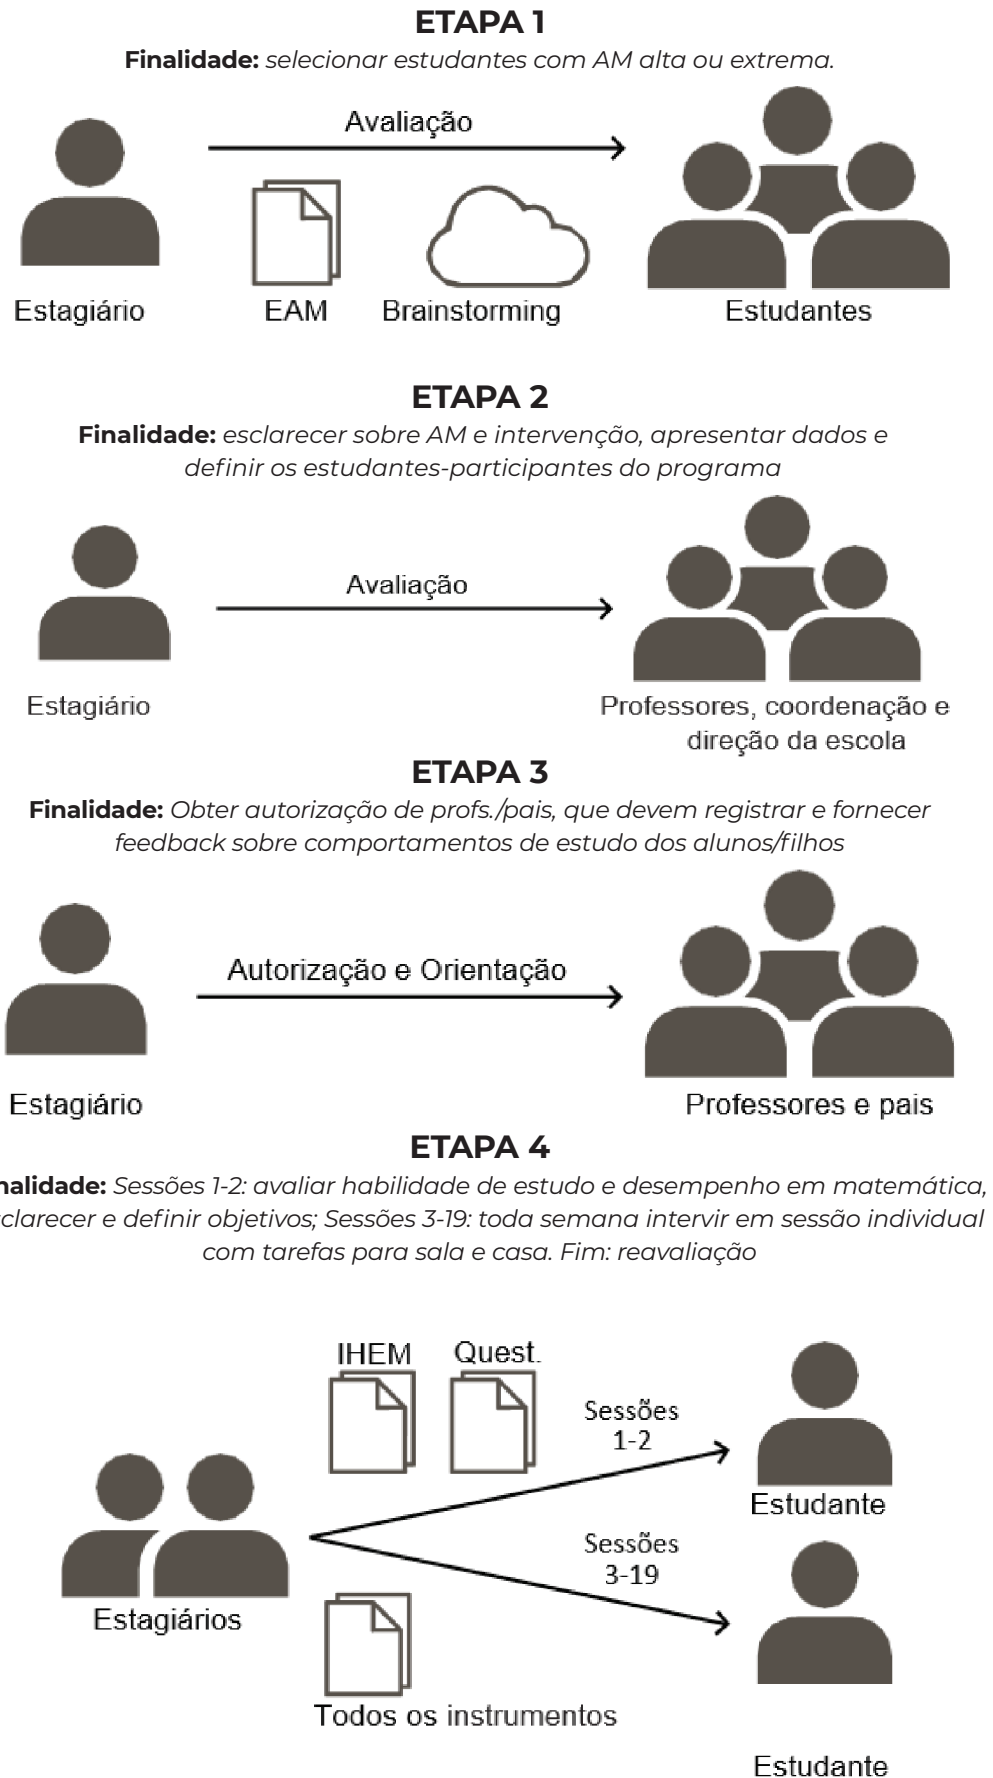 ETAPA 1
Finalidade: selecionar estudantes com AM alta ou extrema.
Avaliação
Estagiário
EAM
Brainstorming
Estudantes
ETAPA 2
Finalidade: esclarecer sobre AM e intervenção, apresentar dados e
definir os estudantes-participantes do programa
Avaliação
Estagiário
Professores, coordenação e
direção da escola
ETAPA 3
Finalidade: Obter autorização de profs./pais, que devem registrar e fornecer
feedback sobre comportamentos de estudo dos alunos/filhos
Autorização e Orientação
Estagiário
Professores e pais
ETAPA 4
nalidade: Sessões 1-2: avaliar habilidade de estudo e desempenho em matemática,
clarecer e definir objetivos; Sessões 3-19: toda semana intervir em sessão individual
com tarefas para sala e casa. Fim: reavaliação
IHEM
Quest.
Sessões
1-2
Estudante
Sessões
3-19
Estagiários
Todos os instrumentos
Estudante